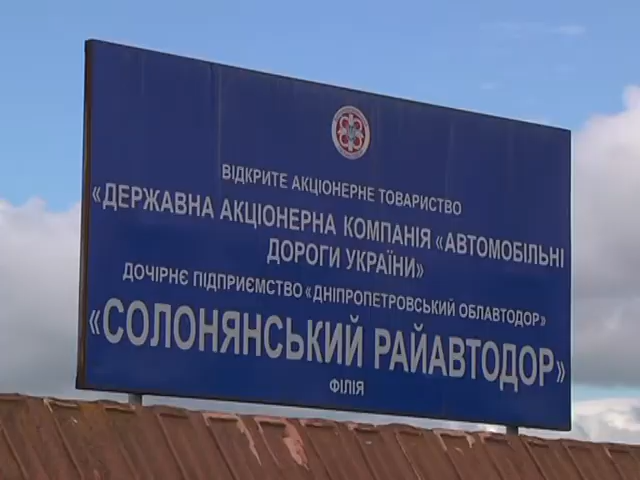 ВІДКРИТЕ АКЦІОНЕРНЕ ТОВАРИСТВО
«ДЕРЖАВНА АКЦІОНЕРНА КОМПАНІЯ «АВТОМОБІЛЬНІ
ДОРОГИ УКРАЇНИ»
ДОЧІРНЄ ПІДПРИЄМСТВО «ДНІПРОПЕТРОВСЬКИЙ ОБЛАВТОДОР»
«СОЛОНЯНСЬКИЙ РАЙАВТОДОР»
ФІЛІЯ